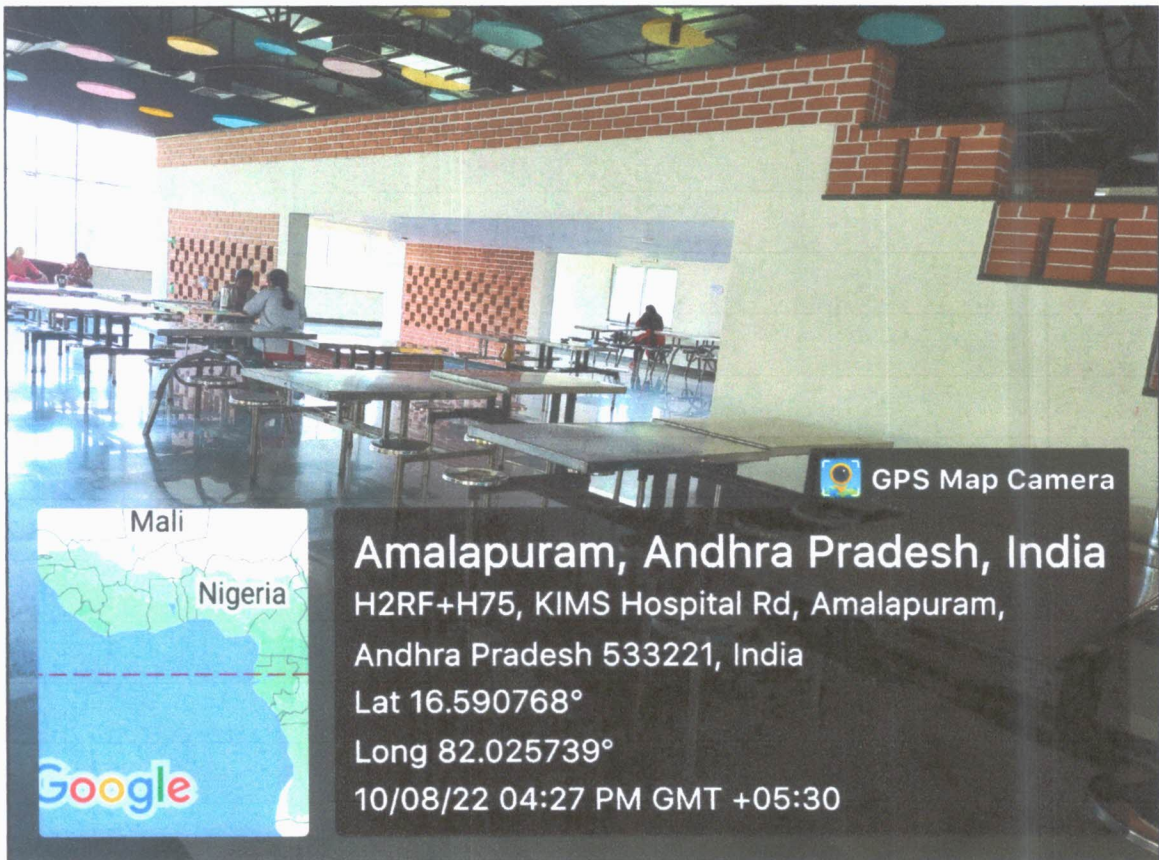 GPS Map Camera
Mali
Nigeria
Google
Amalapuram, Andhra Pradesh, India
H2RF+H75, KIMS Hospital Rd, Amalapuram,
Andhra Pradesh 533221, India
Lat 16.590768°
Long 82.025739°
10/08/22 04:27 PM GMT +05:30